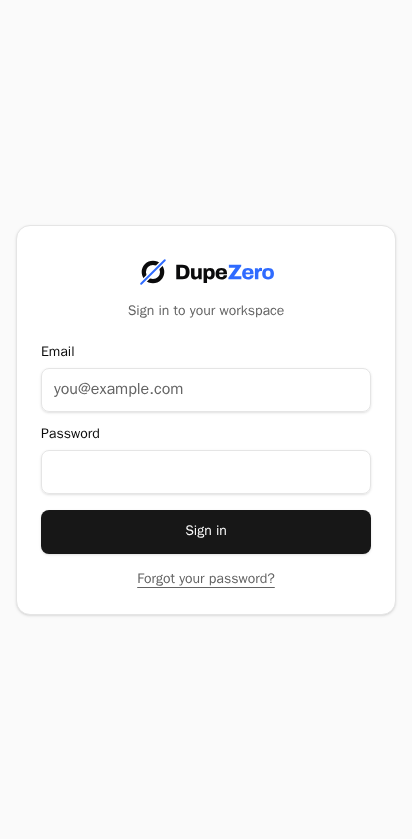 DupeZero
Sign in to your workspace
Email
you@example.com
Password
Sign in
Forgot your password?